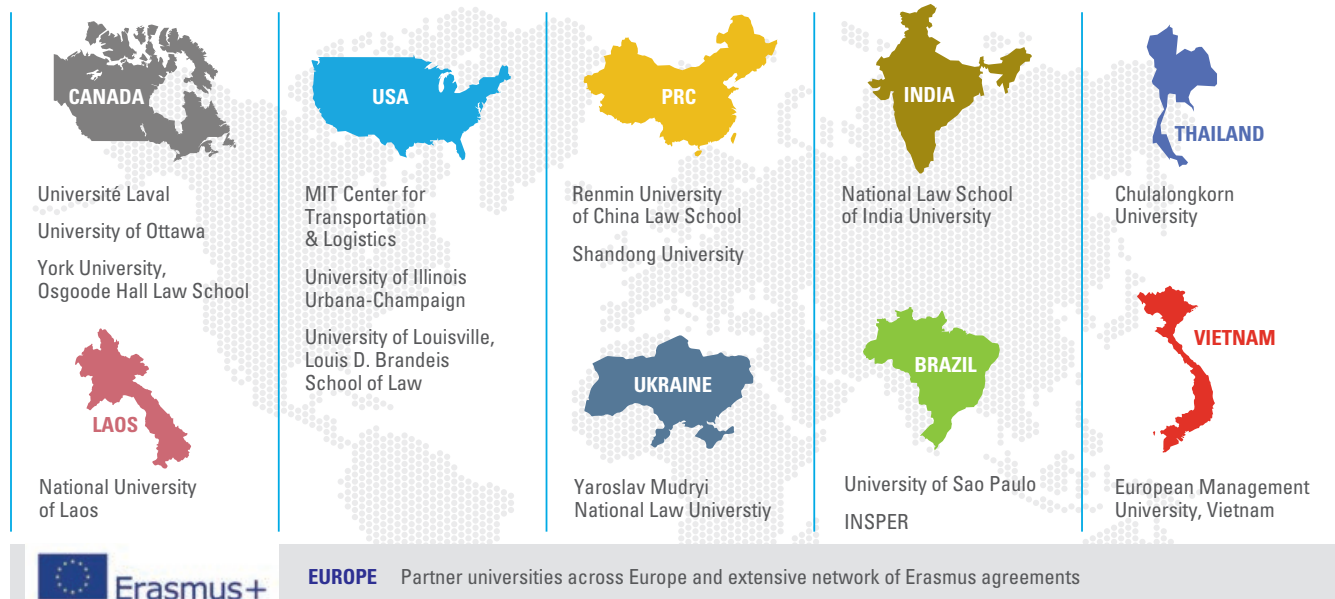 CANADA
Université Laval
University of Ottawa
York University,
Osgoode Hall Law School
LAOS
National University
of Laos
USA
MIT Center for
Transportation
& Logistics
University of Illinois
Urbana-Champaign
University of Louisville,
Louis D. Brandeis
School of Law
PRC
Renmin University
of China Law School
Shandong University
UKRAINE
Yaroslav Mudryi
National Law Universtiy
INDIA
National Law School
of India University
BRAZIL
University of Sao Paulo
INSPER
THAILAND
Chulalongkorn
University
VIETNAM
European Management
University, Vietnam
Erasmus+
EUROPE Partner universities across Europe and extensive network of Erasmus agreements